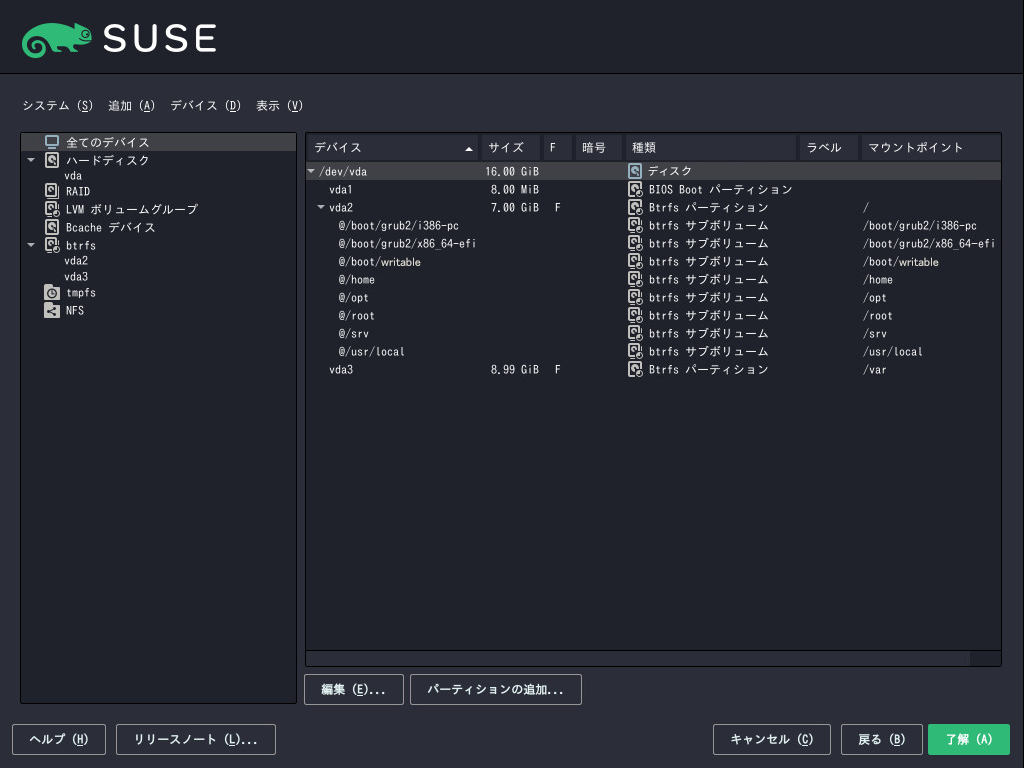 SUSE
システム (S) 追加 (A) デバイス (D) 表示 (V)
全てのデバイス
ハードディスク
vda
RAID
LVM ボリュームグループ
Bcache デバイス
btrfs
vda2
vda3
tmpfs
NFS
デバイス サイズ F 暗号 種類 ラベル マウントポイント
/dev/vda 16.00 GiB ディスク
vda1 8.00 MiB BIOS Boot パーティション
vda2 7.00 GiB F Btrfs パーティション /
@/boot/grub2/i386-pc btrfs サブボリューム /boot/grub2/i386-pc
@/boot/grub2/x86_64-efi btrfs サブボリューム /boot/grub2/x86_64-efi
@/boot/writable btrfs サブボリューム /boot/writable
@/home btrfs サブボリューム /home
@/opt btrfs サブボリューム /opt
@/root btrfs サブボリューム /root
@/srv btrfs サブボリューム /srv
@/usr/local btrfs サブボリューム /usr/local
vda3 8.99 GiB F Btrfs パーティション /var
編集 (E)... パーティションの追加...
ヘルプ (H) リリースノート (L)... キャンセル (C) 戻る (B) 了解 (A)